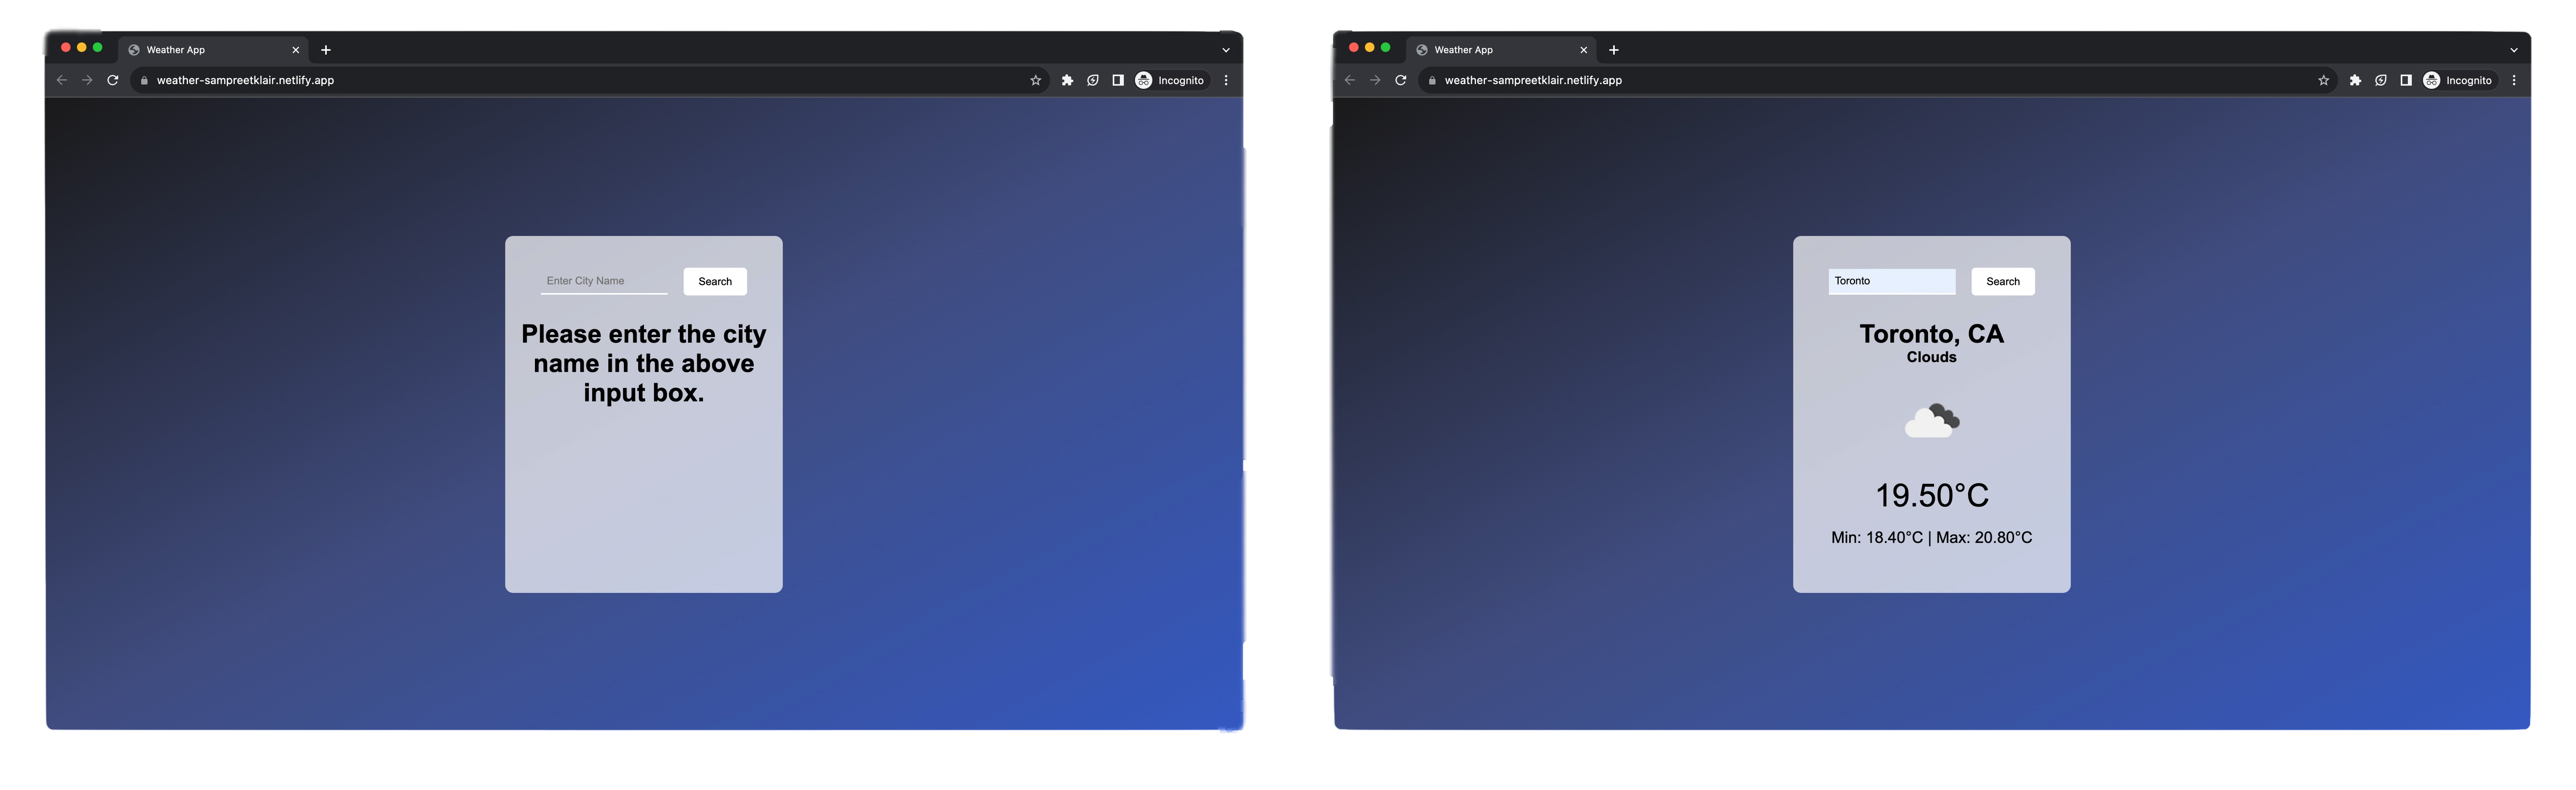 Weather App
weather-sampreetklair.netlify.app
Incognito
Enter City Name
Search
Please enter the city
name in the above
input box.
Weather App
weather-sampreetklair.netlify.app
Incognito
Toronto
Search
Toronto, CA
Clouds
19.50°C
Min: 18.40°C | Max: 20.80°C